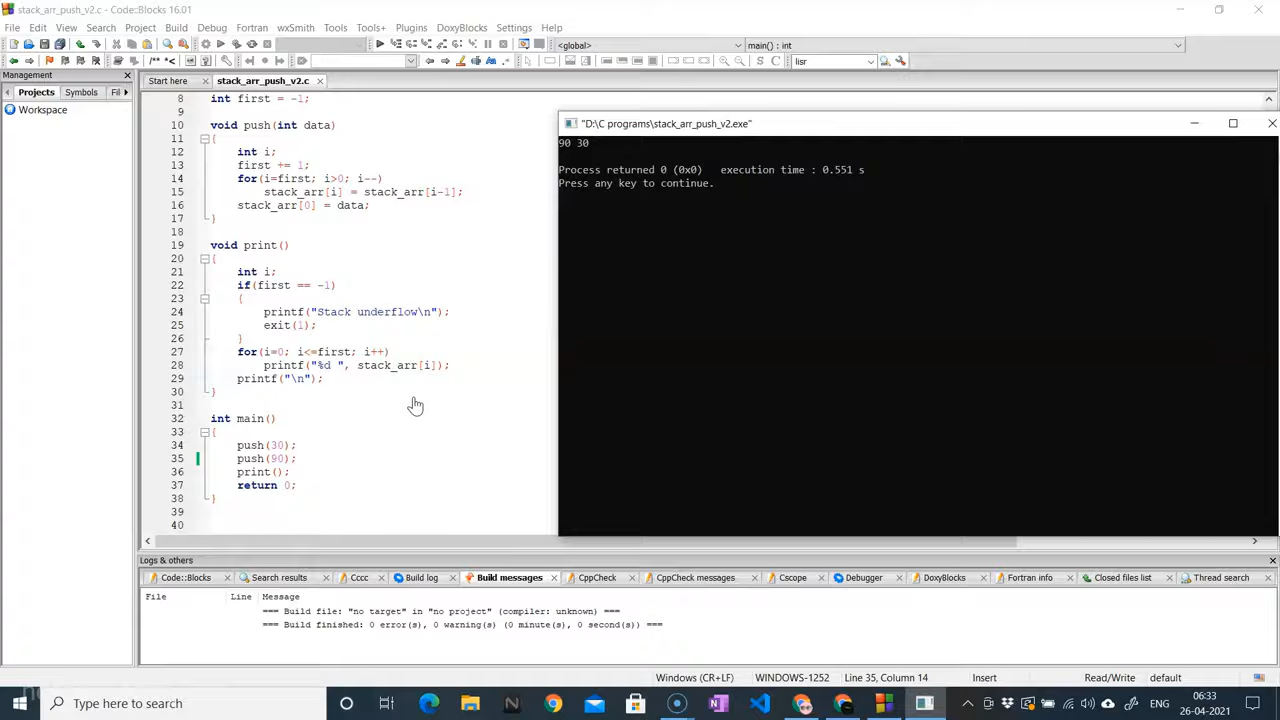 stack_arr_push_v2.c - Code::Blocks 16.01
File Edit View Search Project Build Debug Fortran wxSmith Tools Tools+ Plugins DoxyBlocks Settings Help
<global> main() : int
/** *< lisr
Management
Projects Symbols Fil
Workspace
Start here stack_arr_push_v2.c
8 int first = -1;
9
10 void push(int data)
11 {
12 int i;
13 first += 1;
14 for(i=first; i>0; i--)
15 stack_arr[i] = stack_arr[i-1];
16 stack_arr[0] = data;
17 }
18
19 void print()
20 {
21 int i;
22 if(first == -1)
23 {
24 printf("Stack underflow\n");
25 exit(1);
26 }
27 for(i=0; i<=first; i++)
28 printf("%d ", stack_arr[i]);
29 printf("\n");
30 }
31
32 int main()
33 {
34 push(30);
35 push(90);
36 print();
37 return 0;
38 }
39
40
"D:\C programs\stack_arr_push_v2.exe"
90 30
Process returned 0 (0x0) execution time : 0.551 s
Press any key to continue.
Logs & others
Code::Blocks Search results Cccc Build log Build messages CppCheck CppCheck messages Cscope Debugger DoxyBlocks Fortran info Closed files list Thread search
File Line Message
=== Build file: "no target" in "no project" (compiler: unknown) ===
=== Build finished: 0 error(s), 0 warning(s) (0 minute(s), 0 second(s)) ===
Windows (CR+LF) WINDOWS-1252 Line 35, Column 14 Insert Read/Write default
Type here to search
ENG
06:33
26-04-2021